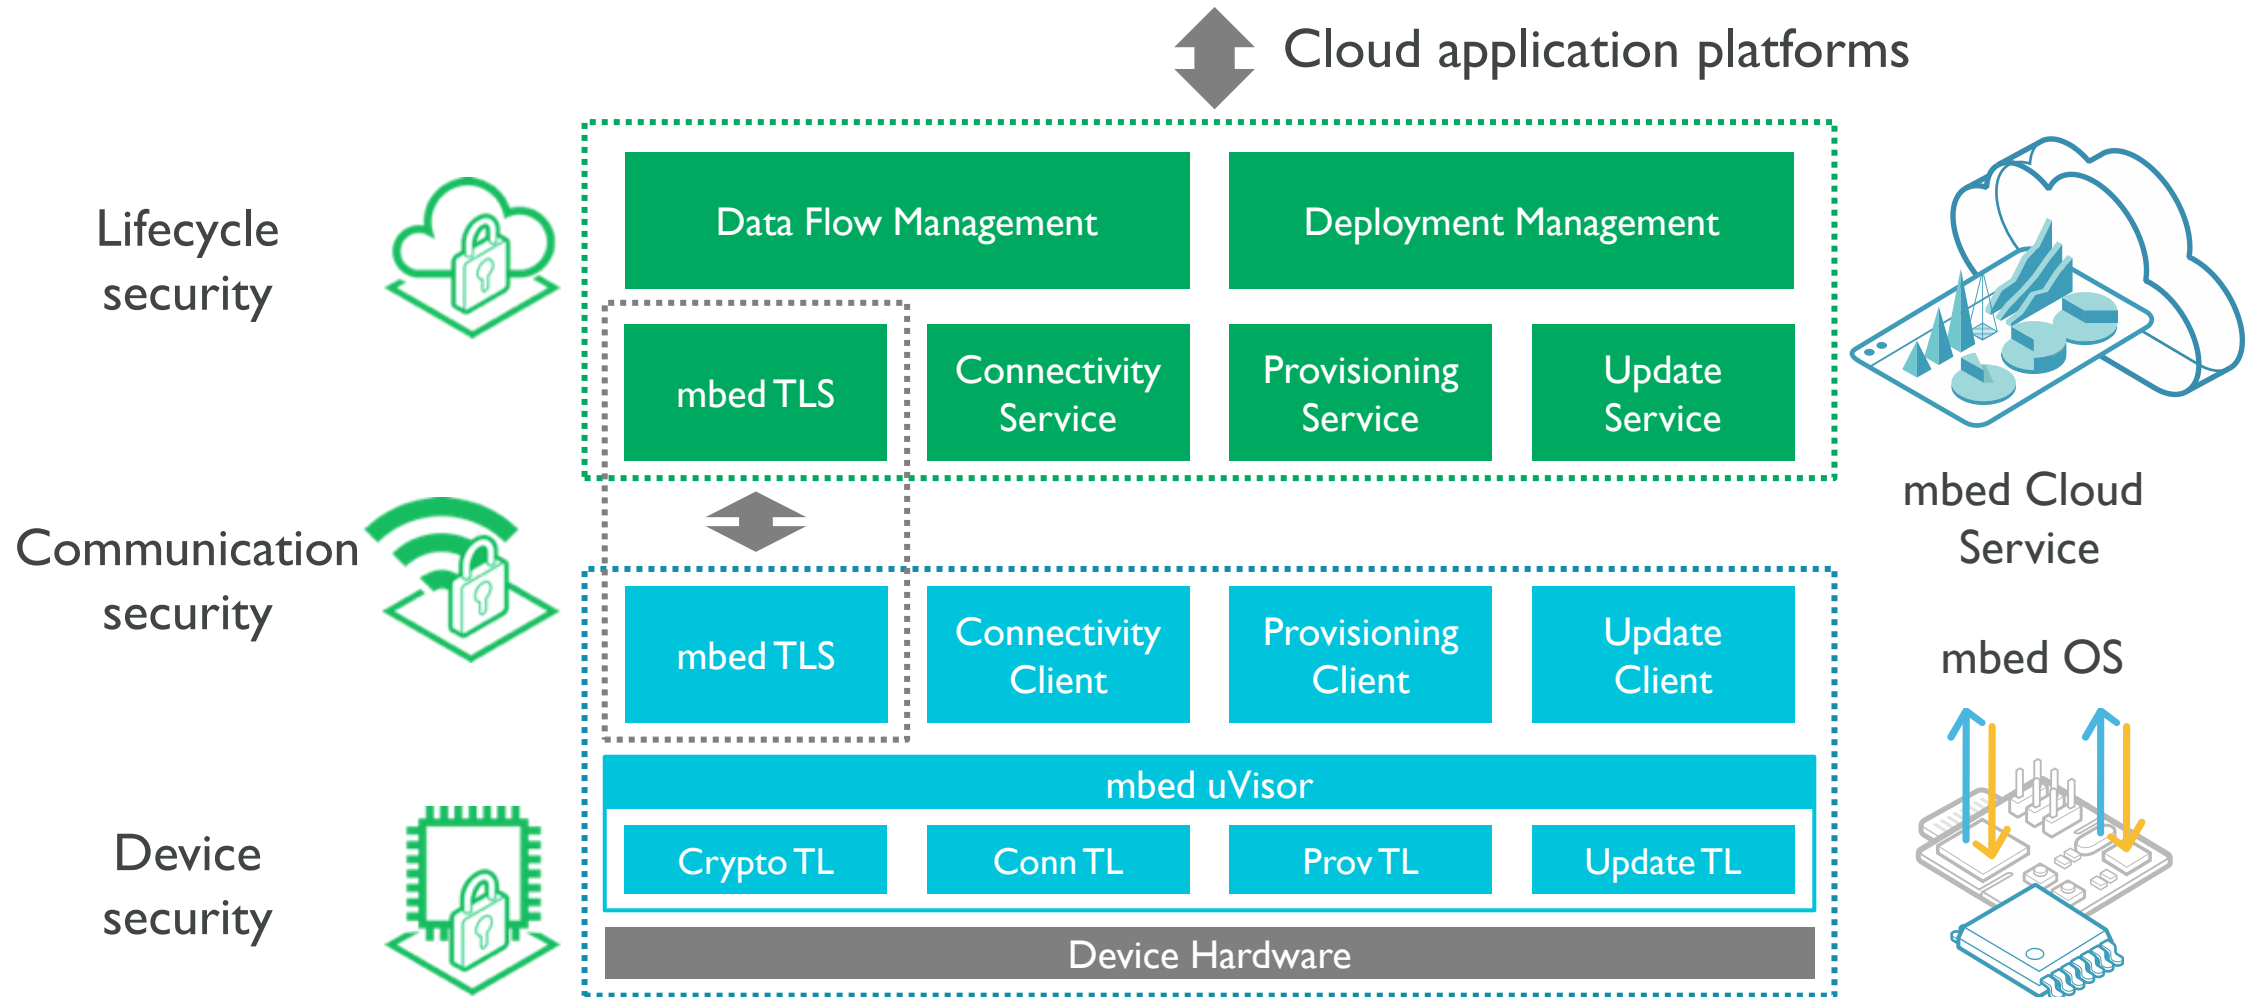 Cloud application platforms
Lifecycle
security
Data Flow Management
Deployment Management
mbed TLS
Connectivity
Service
Provisioning
Service
Update
Service
mbed Cloud
Service
Communication
security
mbed TLS
Connectivity
Client
Provisioning
Client
Update
Client
mbed OS
mbed uVisor
Device
security
Crypto TL
Conn TL
Prov TL
Update TL
Device Hardware